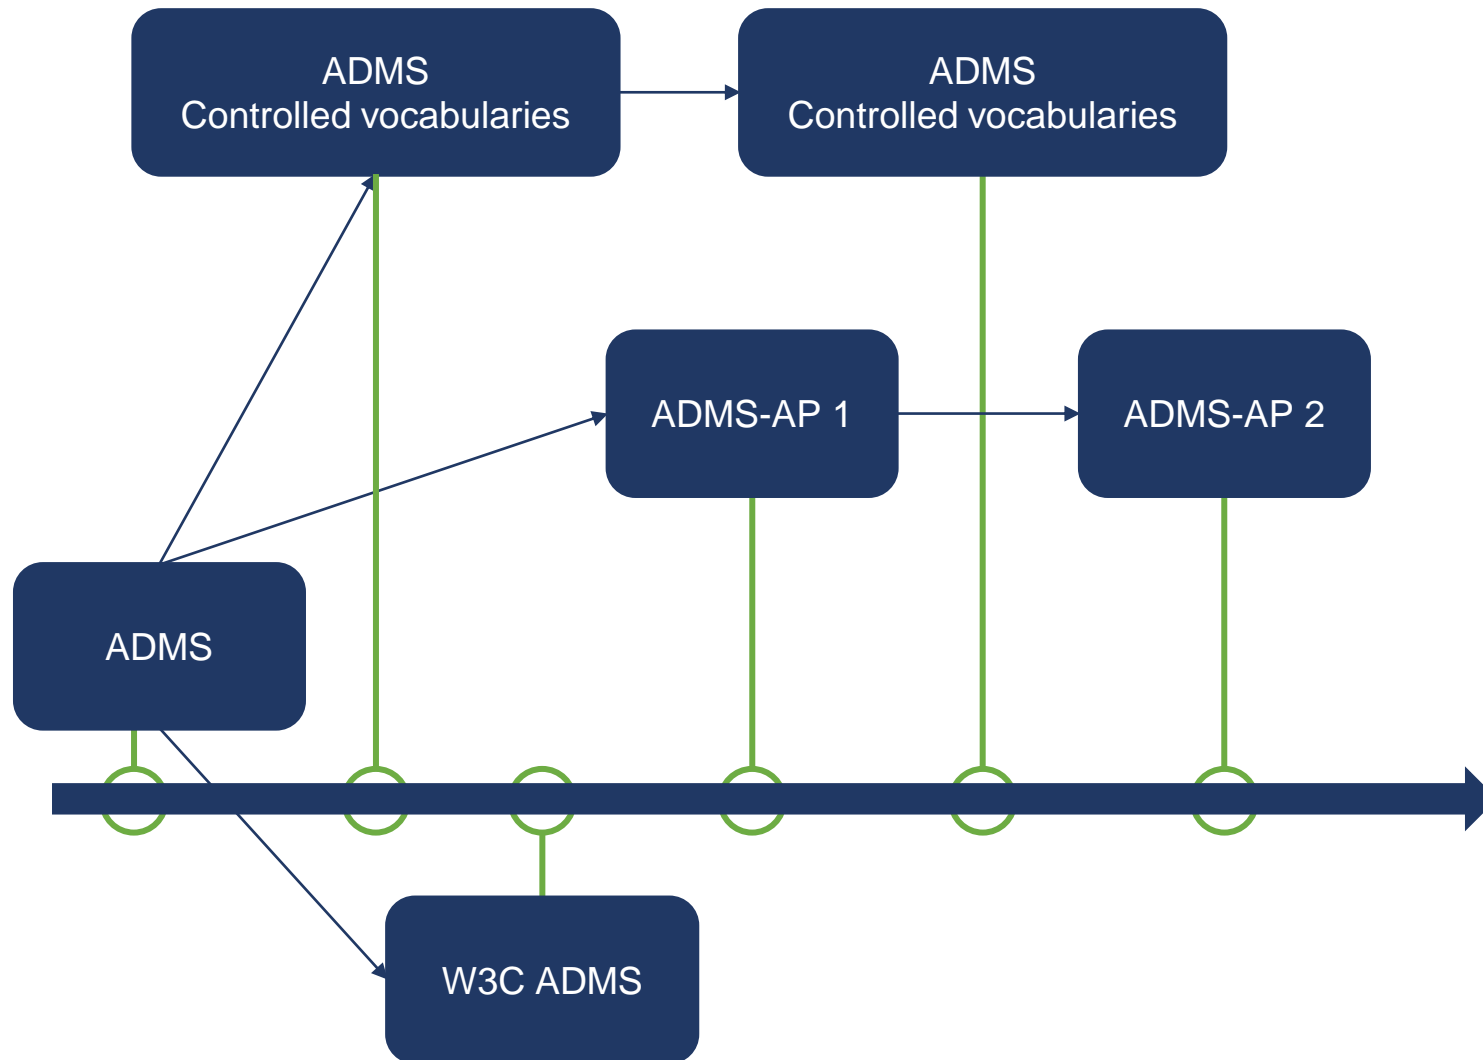 ADMS
Controlled vocabularies
ADMS
Controlled vocabularies
ADMS-AP 1
ADMS-AP 2
ADMS
W3C ADMS